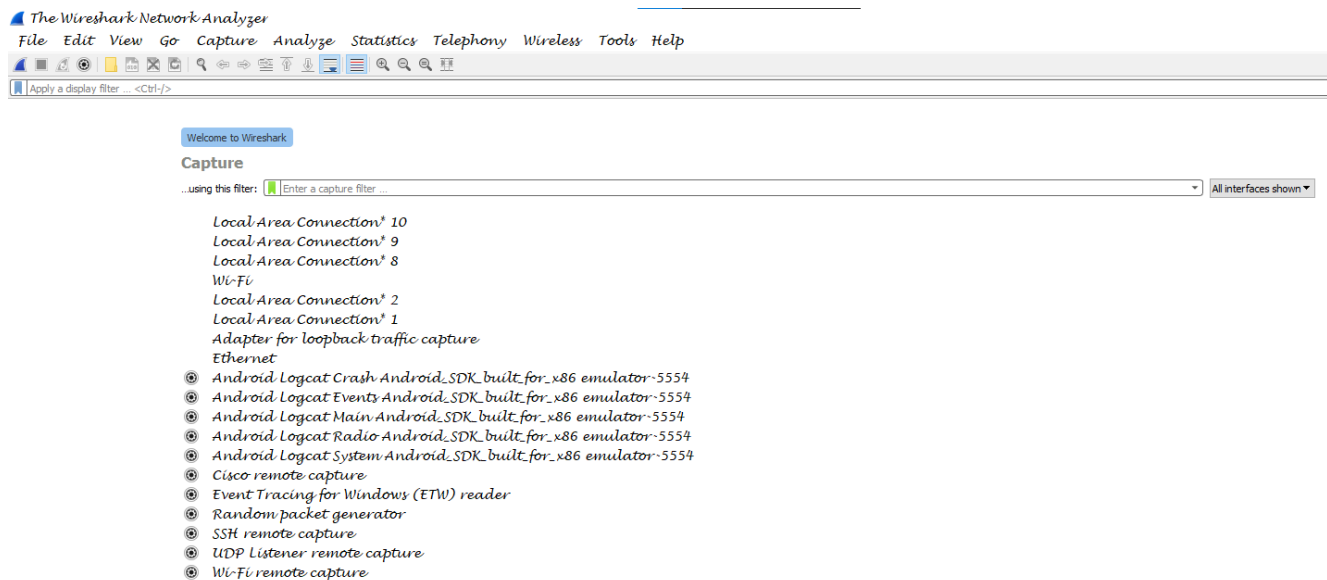 The Wireshark Network Analyzer
File Edit View Go Capture Analyze Statistics Telephony Wireless Tools Help
Apply a display filter ... <Ctrl-/>
Welcome to Wireshark
Capture
...using this filter: Enter a capture filter ... All interfaces shown
Local Area Connection* 10
Local Area Connection* 9
Local Area Connection* 8
Wi-Fi
Local Area Connection* 2
Local Area Connection* 1
Adapter for loopback traffic capture
Ethernet
Android Logcat Crash Android_SDK_built_for_x86 emulator-5554
Android Logcat Events Android_SDK_built_for_x86 emulator-5554
Android Logcat Main Android_SDK_built_for_x86 emulator-5554
Android Logcat Radio Android_SDK_built_for_x86 emulator-5554
Android Logcat System Android_SDK_built_for_x86 emulator-5554
Cisco remote capture
Event Tracing for Windows (ETW) reader
Random packet generator
SSH remote capture
UDP Listener remote capture
Wi-Fi remote capture